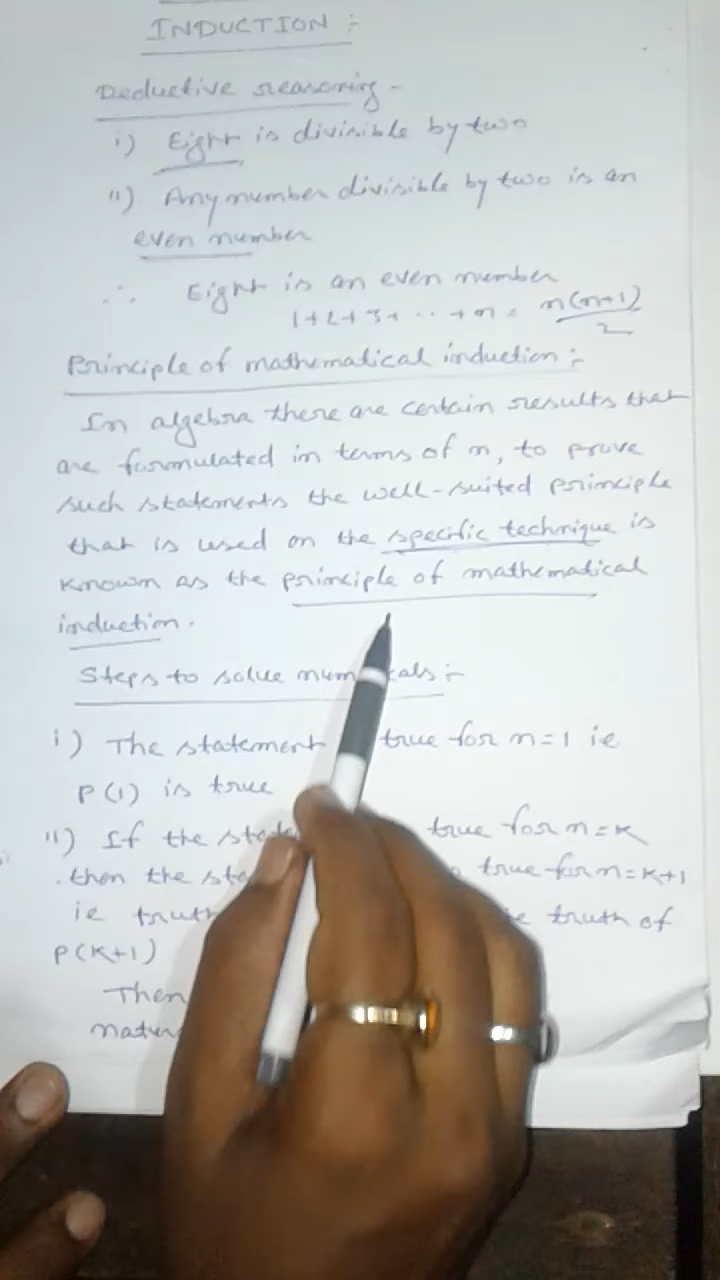 INDUCTION :-
Deductive reasoning -
i) Eight is divisible by two
ii) Any number divisible by two is an
even number
∴ Eight is an even number
1+2+3+ ... +n = n(n+1)/2
Principle of mathematical induction :-
In algebra there are certain results that
are formulated in terms of n, to prove
such statements the well-suited principle
that is used on the specific technique is
known as the principle of mathematical
induction.
Steps to solve :-
i) The statement true for n=1 ie
P(1) is true
ii) If the true for n=k
then the true for n=k+1
ie truth of
P(k+1)
Then